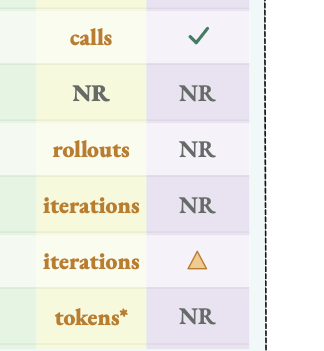 calls ✓
NR NR
rollouts NR
iterations NR
iterations △
tokens* NR